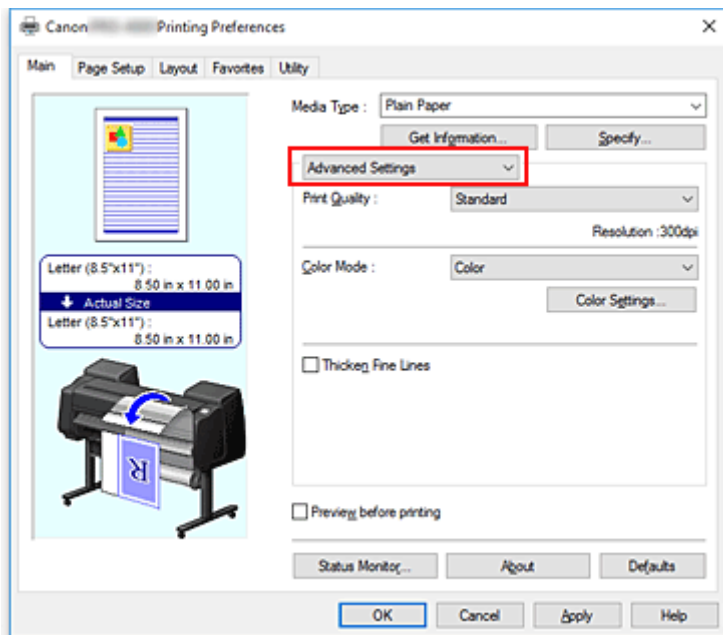 Canon Printing Preferences
Main Page Setup Layout Favorites Utility
Media Type : Plain Paper
Get Information... Specify...
Advanced Settings
Print Quality : Standard
Resolution :300dpi
Letter (8.5"x11") :
8.50 in x 11.00 in
Actual Size
Letter (8.5"x11") :
8.50 in x 11.00 in
Color Mode : Color
Color Settings...
Thicken Fine Lines
R
Preview before printing
Status Monitor... About Defaults
OK Cancel Apply Help